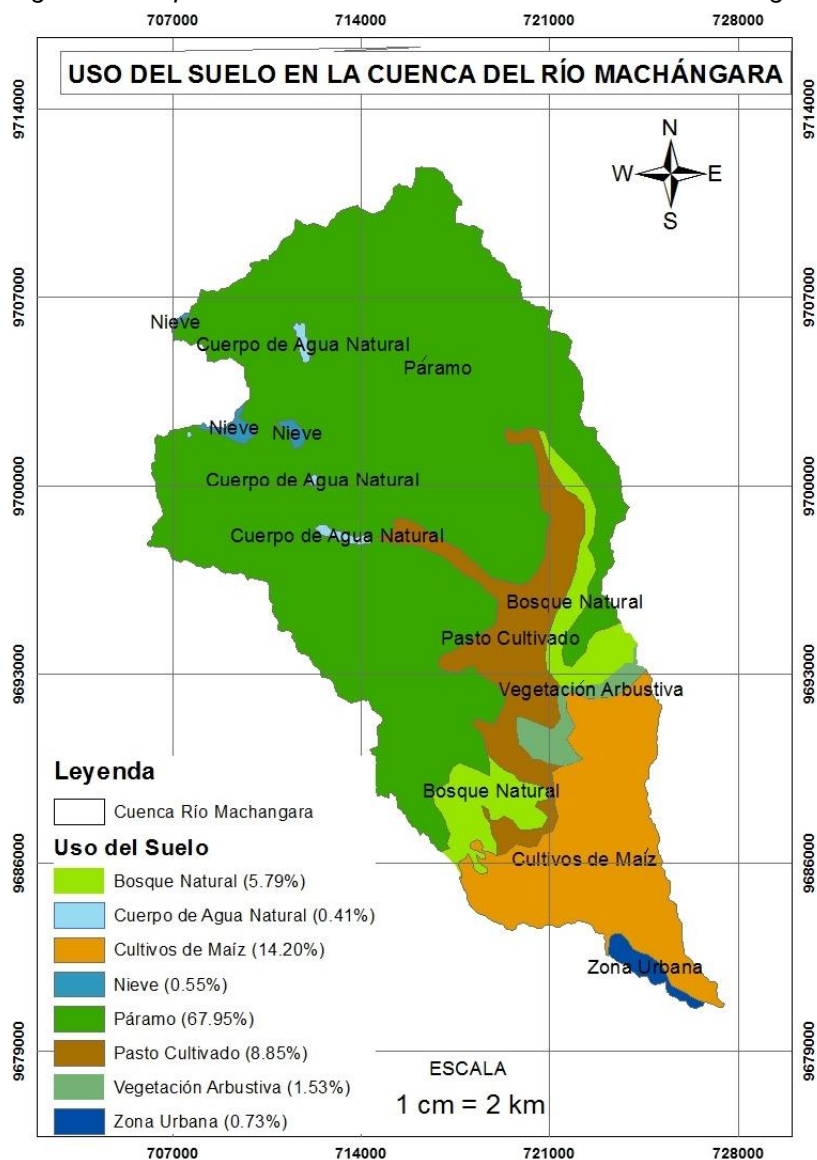 707000 714000 721000 728000
USO DEL SUELO EN LA CUENCA DEL RÍO MACHÁNGARA
9714000 9714000
N
W E
S
9707000 9707000
Nieve
Cuerpo de Agua Natural
Páramo
Nieve
Nieve
9700000 9700000
Cuerpo de Agua Natural
Cuerpo de Agua Natural
Bosque Natural
Pasto Cultivado
9693000 9693000
Vegetación Arbustiva
Bosque Natural
9686000 9686000
Cultivos de Maíz
Zona Urbana
9679000 9679000
Leyenda
Cuenca Río Machangara
Uso del Suelo
Bosque Natural (5.79%)
Cuerpo de Agua Natural (0.41%)
Cultivos de Maíz (14.20%)
Nieve (0.55%)
Páramo (67.95%)
Pasto Cultivado (8.85%)
Vegetación Arbustiva (1.53%)
Zona Urbana (0.73%)
ESCALA
1 cm = 2 km
707000 714000 721000 728000